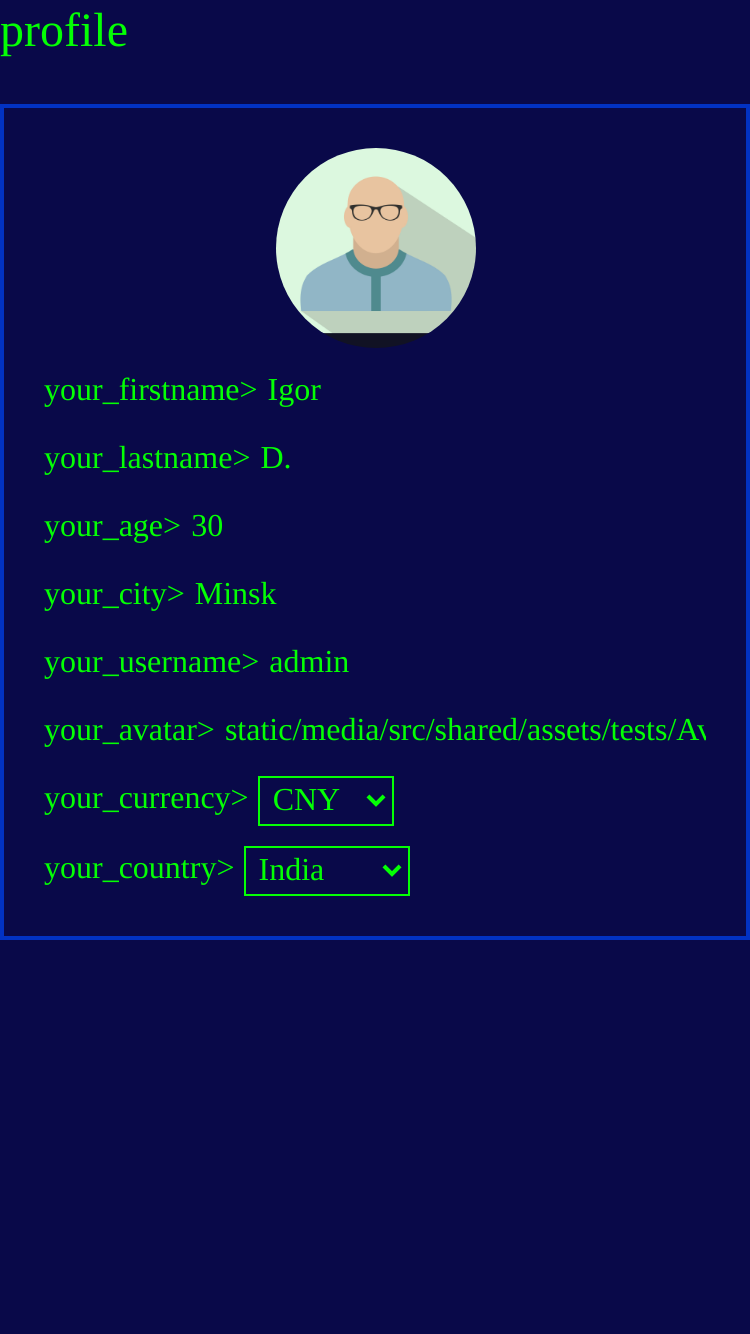 profile
your_firstname> Igor
your_lastname> D.
your_age> 30
your_city> Minsk
your_username> admin
your_avatar> static/media/src/shared/assets/tests/Av
your_currency> CNY
your_country> India